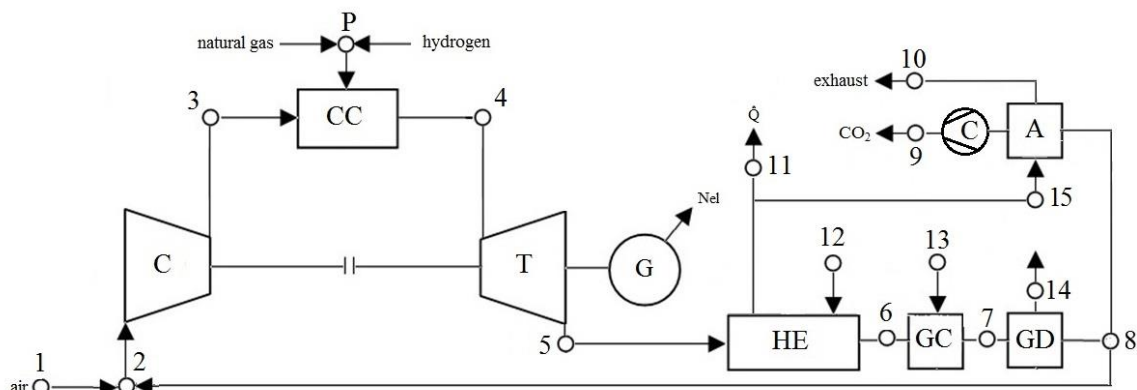 P
natural gas hydrogen
3 CC 4
10
exhaust
Q̂
CO₂ C A
9
11
15
Nel
C T G
12 13
14
5 HE 6 GC 7 GD 8
1 2
air